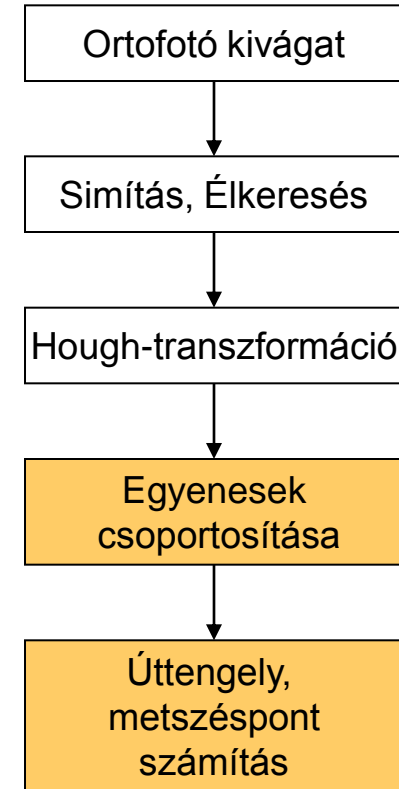 Ortofotó kivágat
Simítás, Élkeresés
Hough-transzformáció
Egyenesek
csoportosítása
Úttengely,
metszéspont
számítás